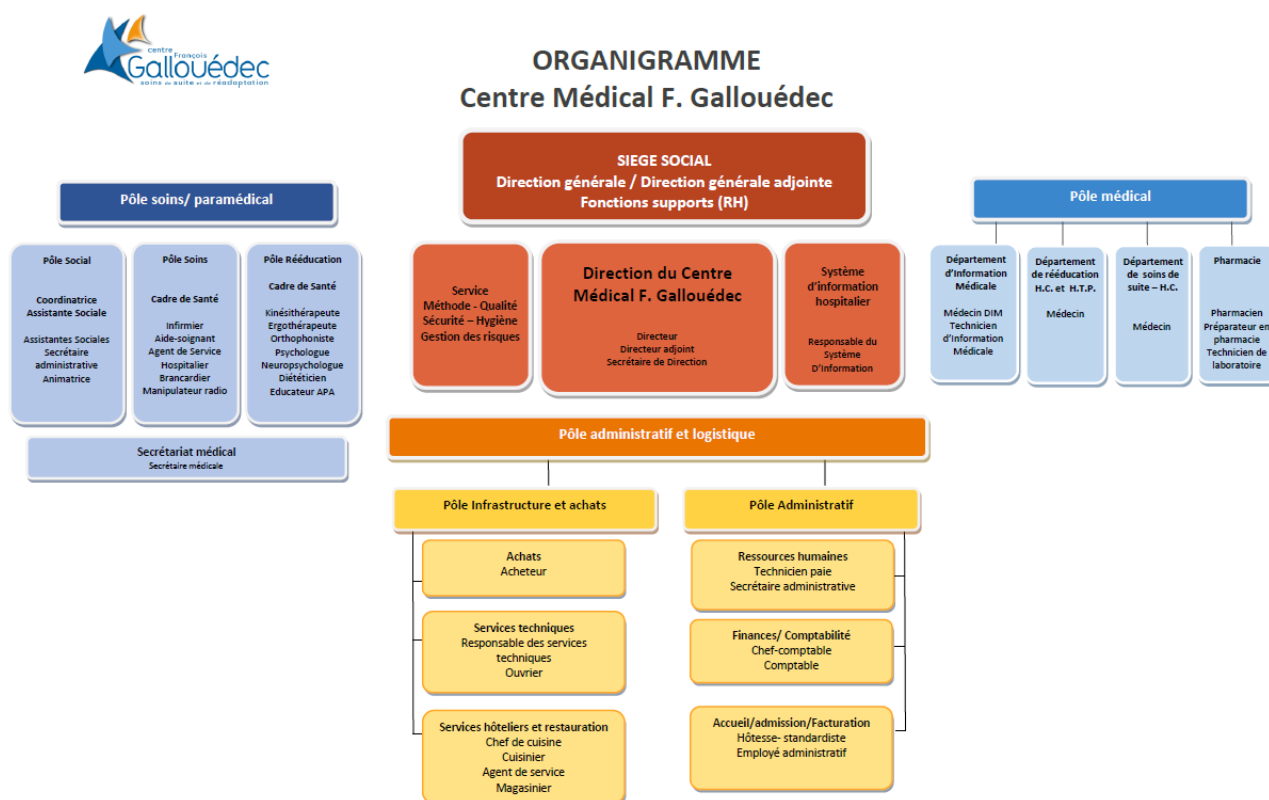 centre
François
Gallouédec
soins de suite et de réadaptation
ORGANIGRAMME
Centre Médical F. Gallouédec
SIEGE SOCIAL
Direction générale / Direction générale adjointe
Fonctions supports (RH)
Pôle soins/ paramédical
Pôle Social
Coordinatrice
Assistante Sociale
Assistantes Sociales
Secrétaire
administrative
Animatrice
Pôle Soins
Cadre de Santé
Infirmier
Aide-soignant
Agent de Service
Hospitalier
Brancardier
Manipulateur radio
Pôle Rééducation
Cadre de Santé
Kinésithérapeute
Ergothérapeute
Orthophoniste
Psychologue
Neuropsychologue
Diététicien
Educateur APA
Secrétariat médical
Secrétaire médicale
Service
Méthode - Qualité
Sécurité – Hygiène
Gestion des risques
Direction du Centre
Médical F. Gallouédec
Directeur
Directeur adjoint
Secrétaire de Direction
Système
d'information
hospitalier
Responsable du
Système
D'information
Pôle médical
Département
d'Information
Médicale
Médecin DIM
Technicien
d'Information
Médicale
Département
de rééducation
H.C. et H.T.P.
Médecin
Département
de soins de
suite – H.C.
Médecin
Pharmacie
Pharmacien
Préparateur en
pharmacie
Technicien de
laboratoire
Pôle administratif et logistique
Pôle Infrastructure et achats
Achats
Acheteur
Services techniques
Responsable des services
techniques
Ouvrier
Services hôteliers et restauration
Chef de cuisine
Cuisinier
Agent de service
Magasinier
Pôle Administratif
Ressources humaines
Technicien paie
Secrétaire administrative
Finances/ Comptabilité
Chef-comptable
Comptable
Accueil/admission/Facturation
Hôtesse- standardiste
Employé administratif